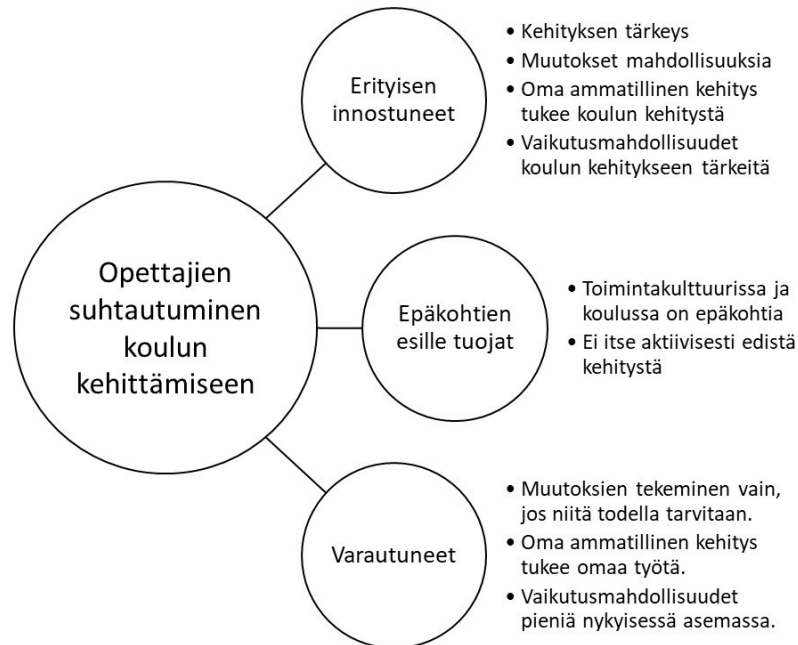 Opettajien
suhtautuminen
koulun
kehittämiseen
Erityisen
innostuneet
• Kehityksen tärkeys
• Muutokset mahdollisuuksia
• Oma ammatillinen kehitys
tukee koulun kehitystä
• Vaikutusmahdollisuudet
koulun kehitykseen tärkeitä
Epäkohtien
esille tuojat
• Toimintakulttuurissa ja
koulussa on epäkohtia
• Ei itse aktiivisesti edistä
kehitystä
Varautuneet
• Muutoksien tekeminen vain,
jos niitä todella tarvitaan.
• Oma ammatillinen kehitys
tukee omaa työtä.
• Vaikutusmahdollisuudet
pieniä nykyisessä asemassa.